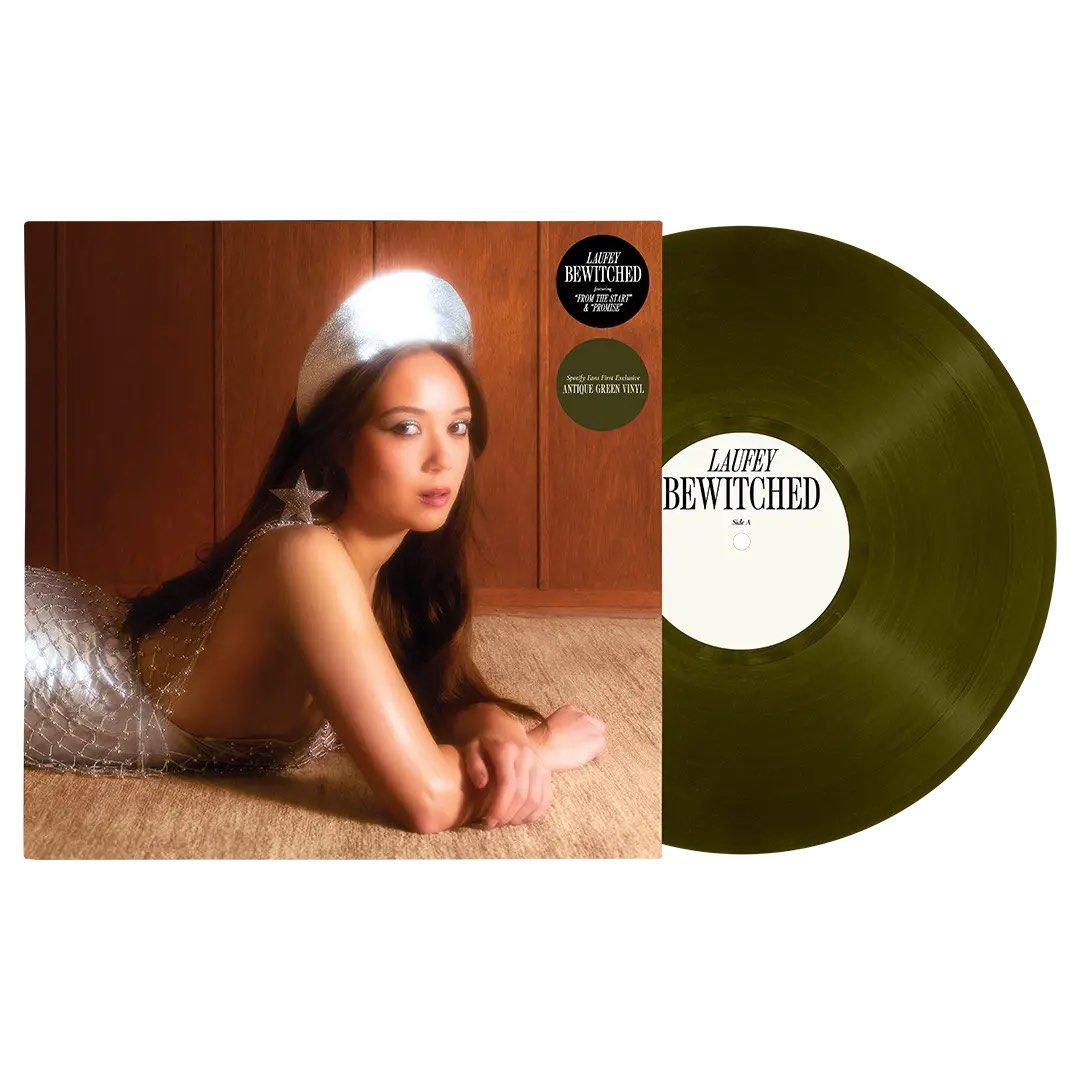 LAUFEY
BEWITCHED
featuring
"FROM THE START"
& "PROMISE"
Spotify Fans First Exclusive
ANTIQUE GREEN VINYL
LAUFEY
BEWITCHED
Side A